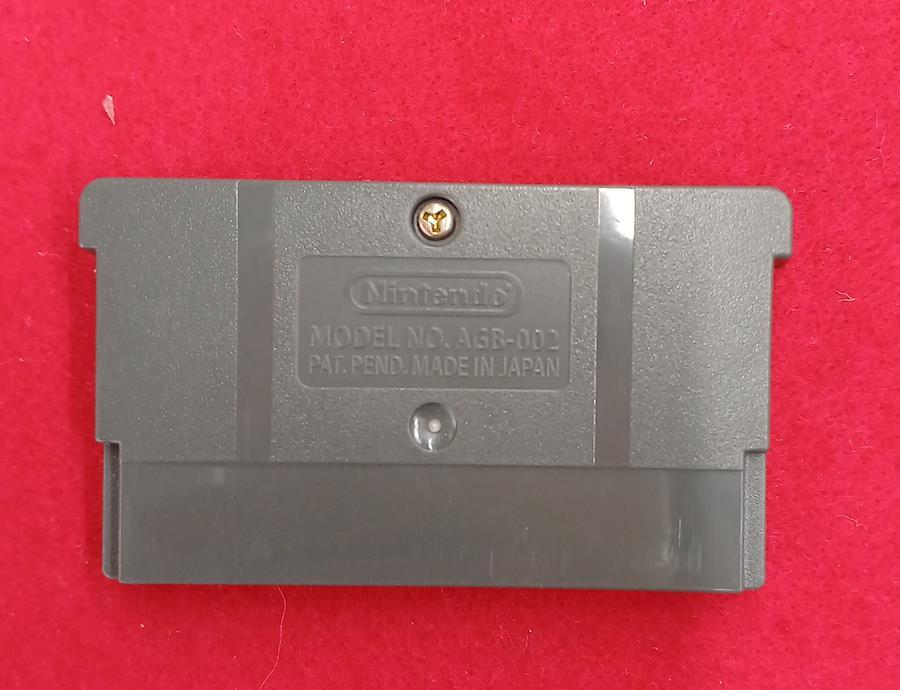 Nintendo
MODEL NO. AGB-002
PAT. PEND. MADE IN JAPAN